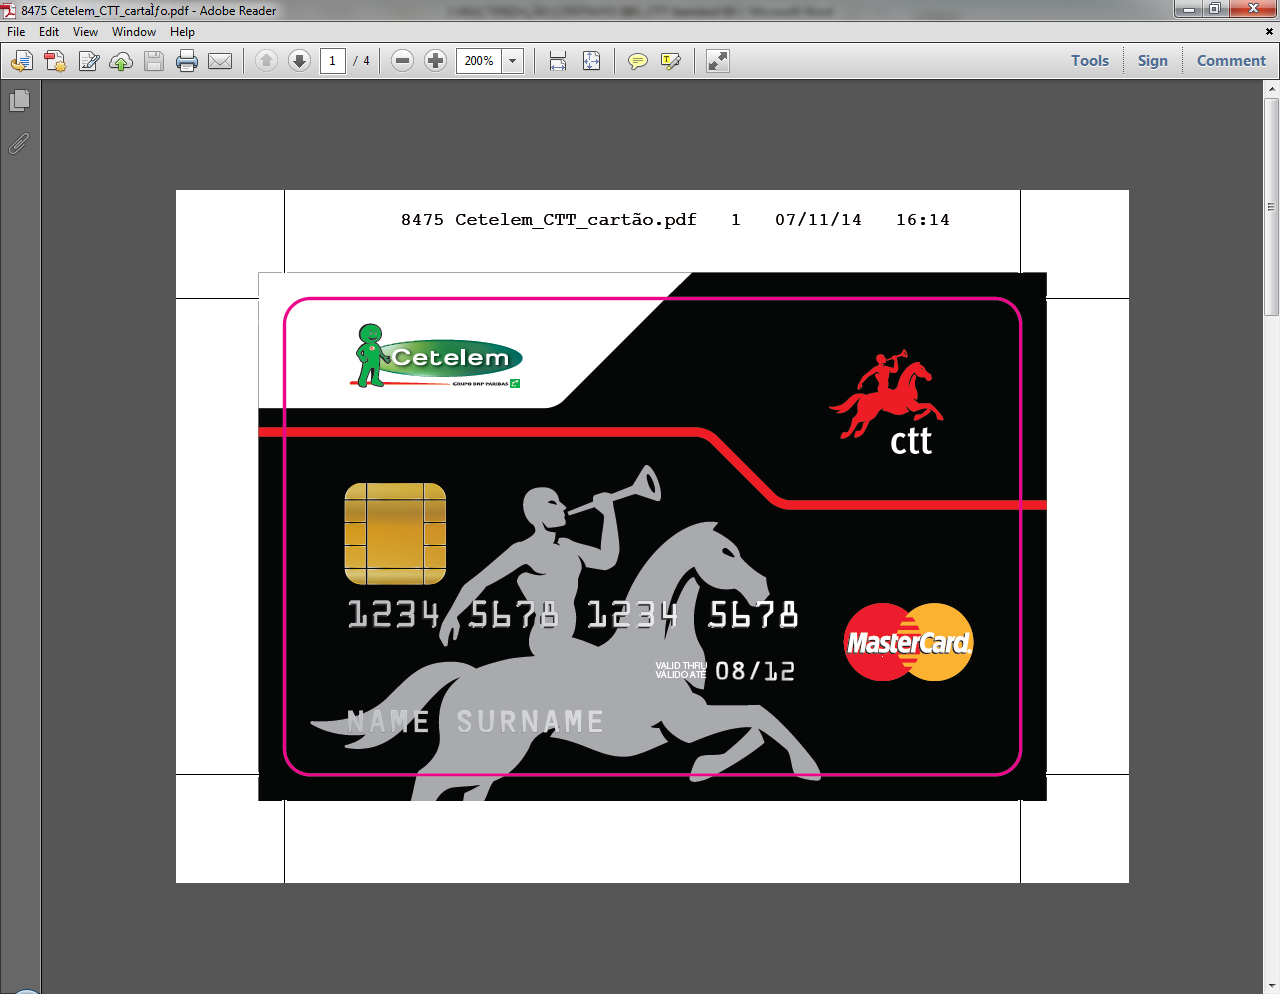 8475 Cetelem_CTT_cartaÌƒo.pdf - Adobe Reader
File Edit View Window Help
1 / 4 200% Tools Sign Comment
8475 Cetelem_CTT_cartão.pdf 1 07/11/14 16:14
Cetelem
GRUPO BNP PARIBAS
ctt
1234 5678 1234 5678
MasterCard
VALID THRU
VALIDO ATÉ 08/12
NAME SURNAME